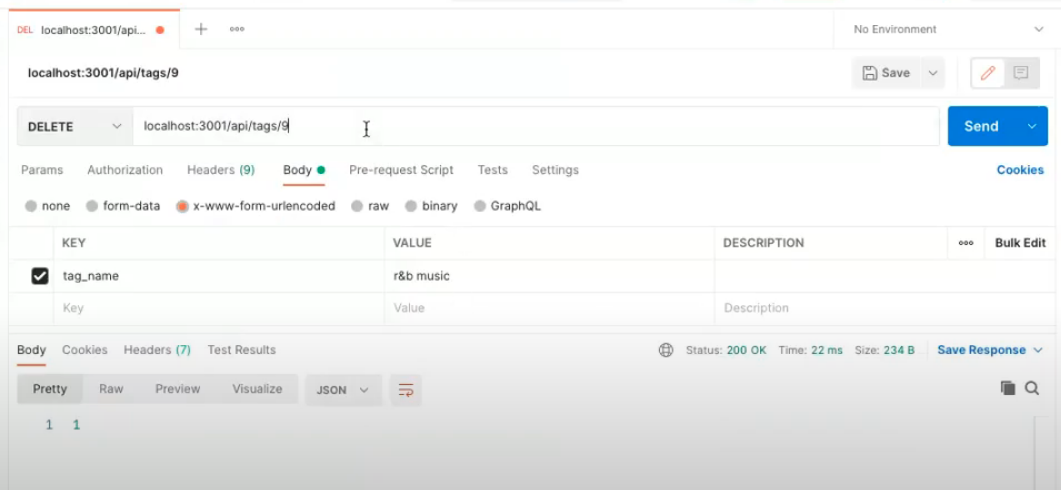 DEL localhost:3001/api... No Environment
localhost:3001/api/tags/9 Save
DELETE localhost:3001/api/tags/9 Send
Params Authorization Headers (9) Body Pre-request Script Tests Settings Cookies
none form-data x-www-form-urlencoded raw binary GraphQL
KEY VALUE DESCRIPTION Bulk Edit
tag_name r&b music
Key Value Description
Body Cookies Headers (7) Test Results Status: 200 OK Time: 22 ms Size: 234 B Save Response
Pretty Raw Preview Visualize JSON
1 1